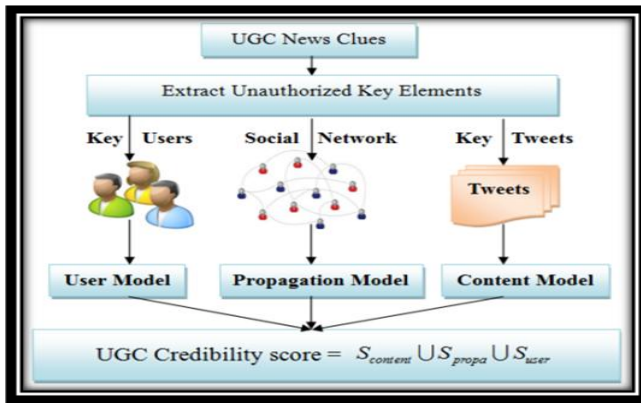 UGC News Clues
Extract Unauthorized Key Elements
Key Users Social Network Key Tweets
Tweets
User Model Propagation Model Content Model
UGC Credibility score = S_content ∪ S_propa ∪ S_user